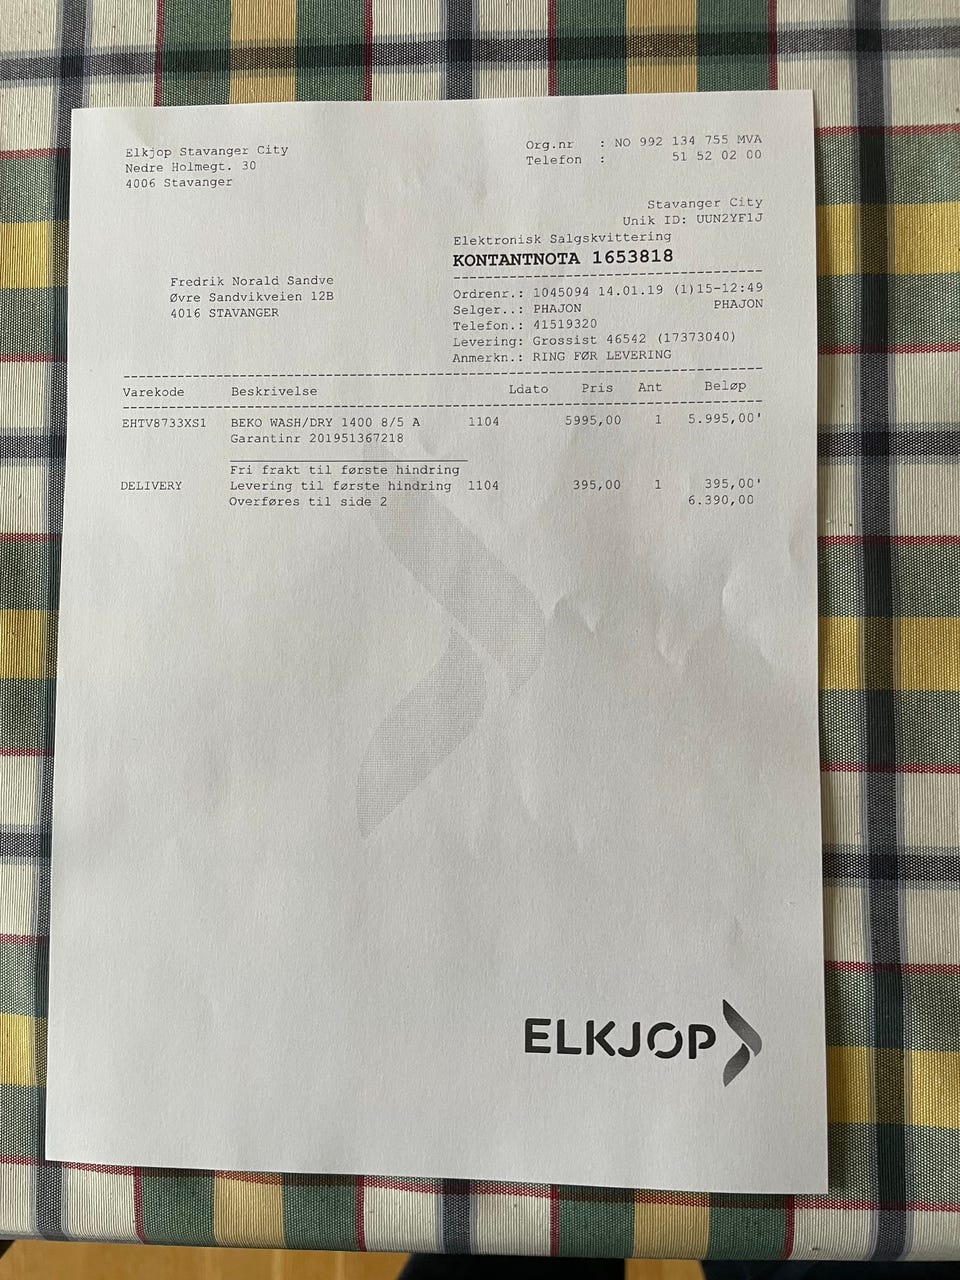 Elkjop Stavanger City
Nedre Holmegt. 30
4006 Stavanger
Org.nr : NO 992 134 755 MVA
Telefon : 51 52 02 00
Stavanger City
Unik ID: UUN2YF1J
Elektronisk Salgskvittering
KONTANTNOTA 1653818
Fredrik Norald Sandve
Øvre Sandvikveien 12B
4016 STAVANGER
Ordrenr.: 1045094 14.01.19 (1)15-12:49
Selger..: PHAJON PHAJON
Telefon.: 41519320
Levering: Grossist 46542 (17373040)
Anmerkn.: RING FØR LEVERING
Varekode Beskrivelse Ldato Pris Ant Beløp
EHTV8733XS1 BEKO WASH/DRY 1400 8/5 A 1104 5995,00 1 5.995,00'
Garantinr 201951367218
Fri frakt til første hindring
DELIVERY Levering til første hindring 1104 395,00 1 395,00'
Overføres til side 2 6.390,00
ELKJØP